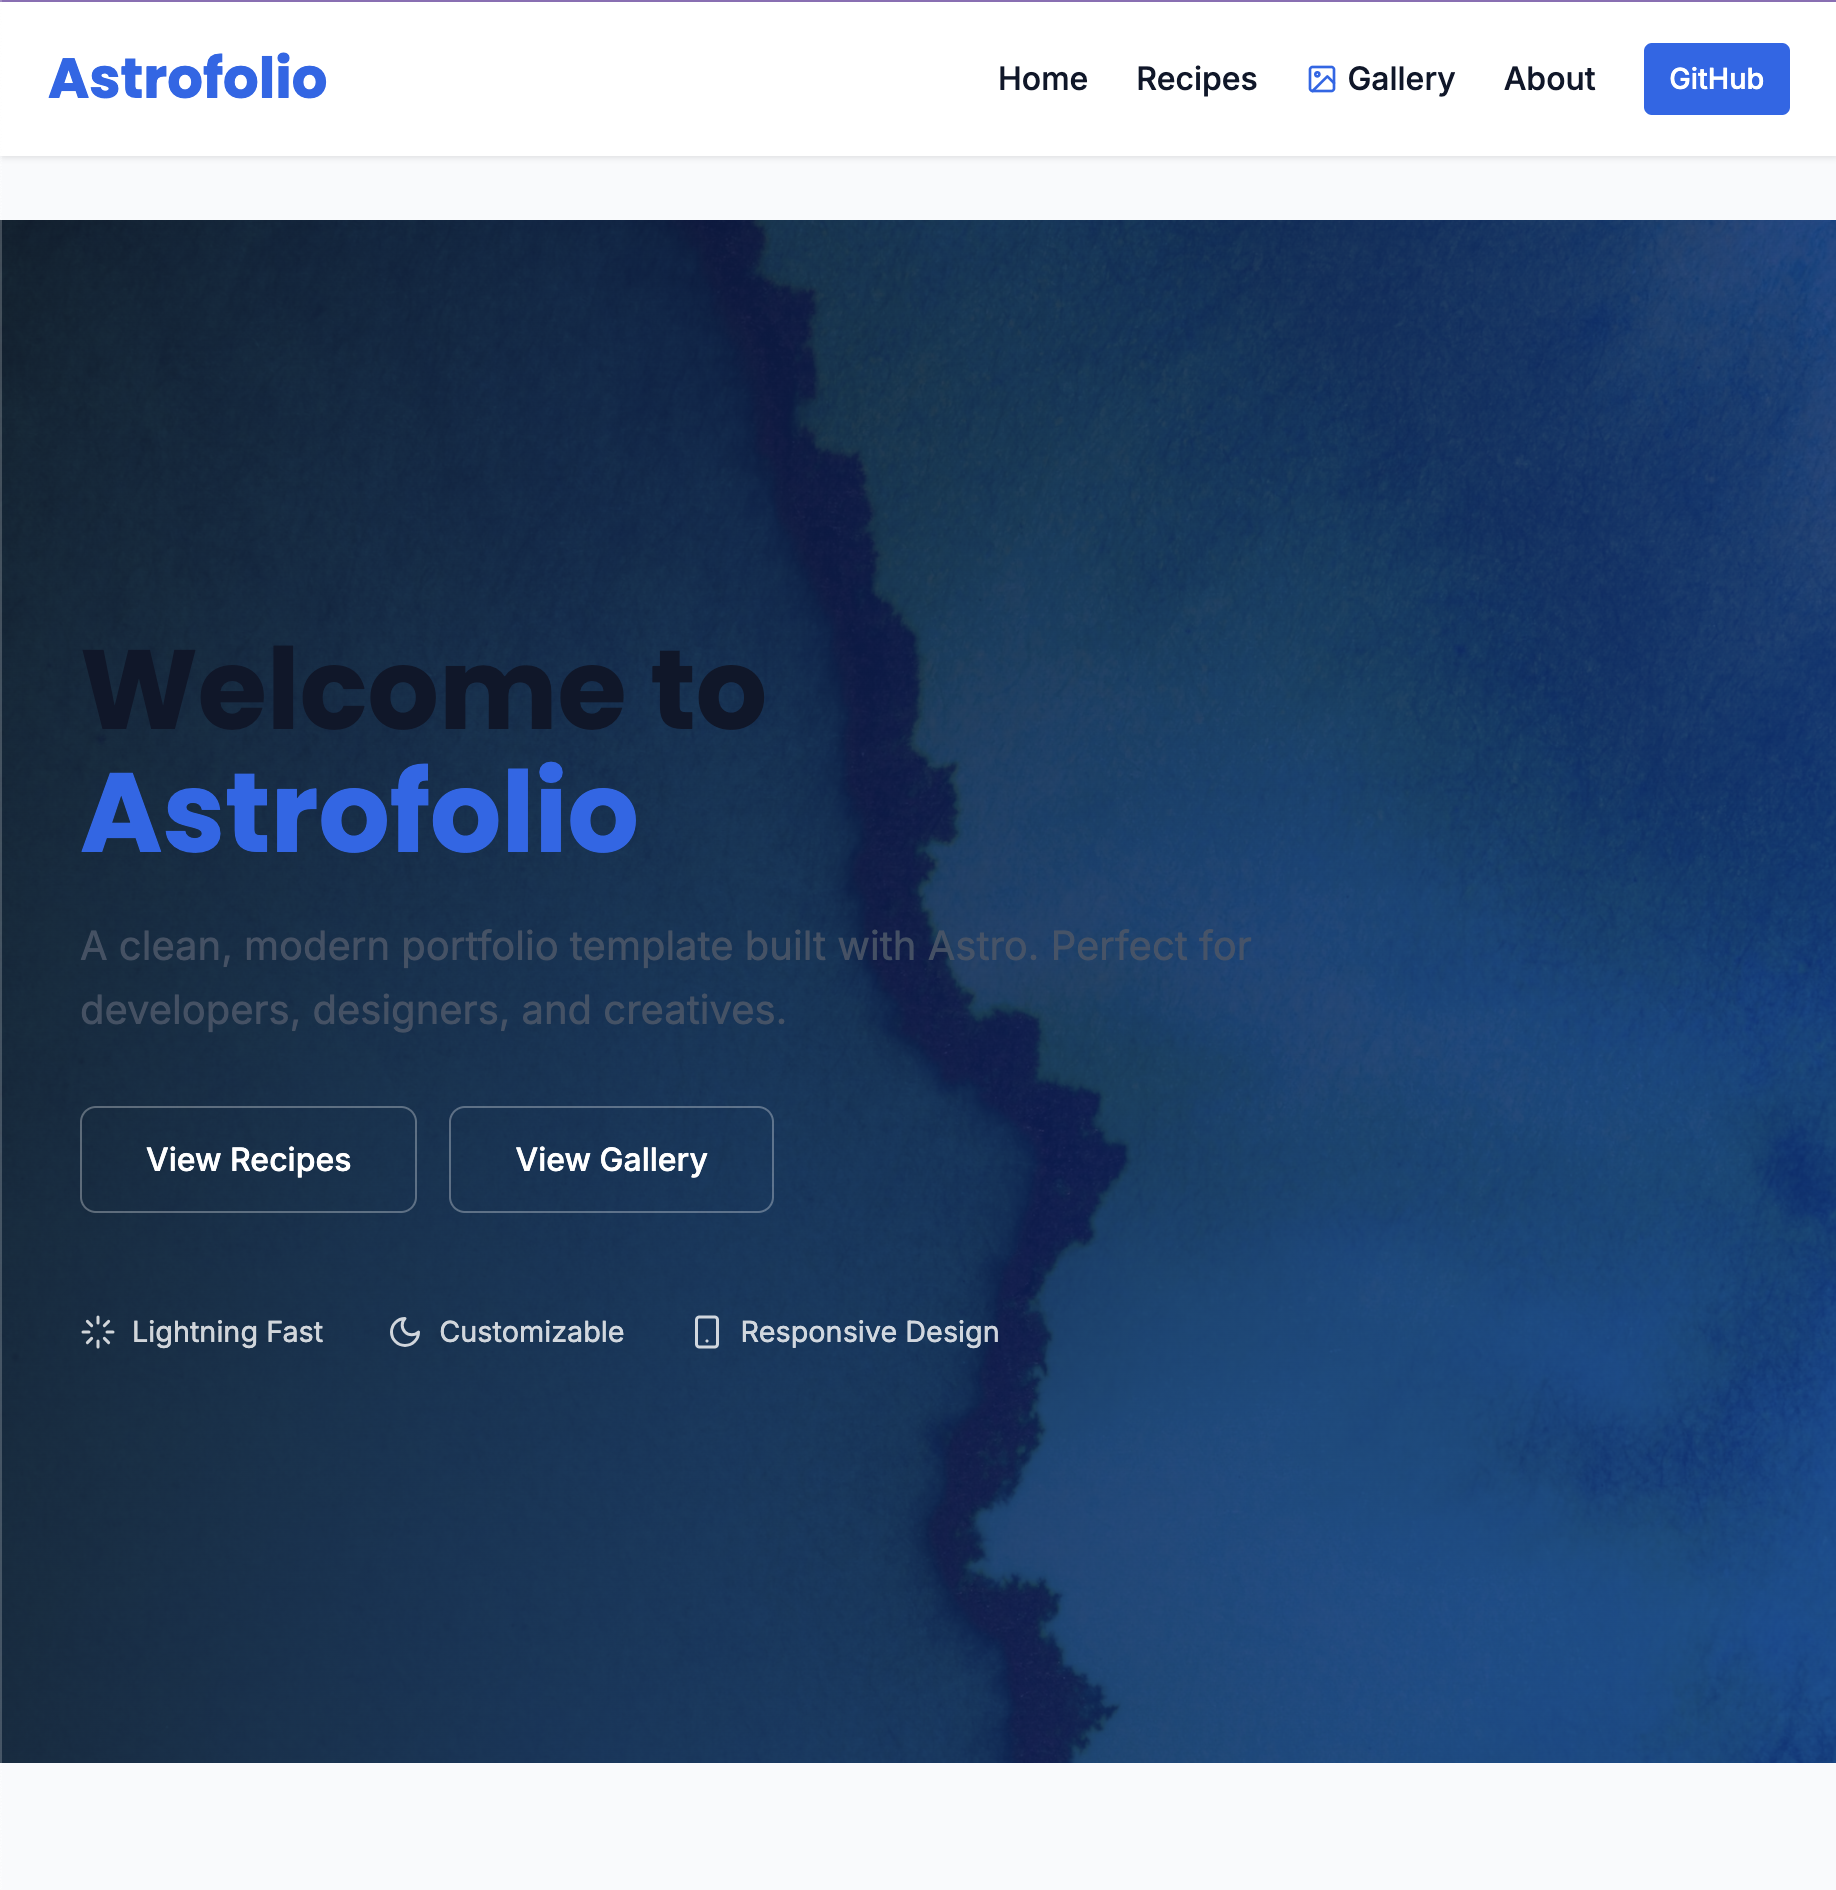 Astrofolio
Home
Recipes
Gallery
About
GitHub
Welcome to
Astrofolio
A clean, modern portfolio template built with Astro. Perfect for
developers, designers, and creatives.
View Recipes
View Gallery
Lightning Fast
Customizable
Responsive Design